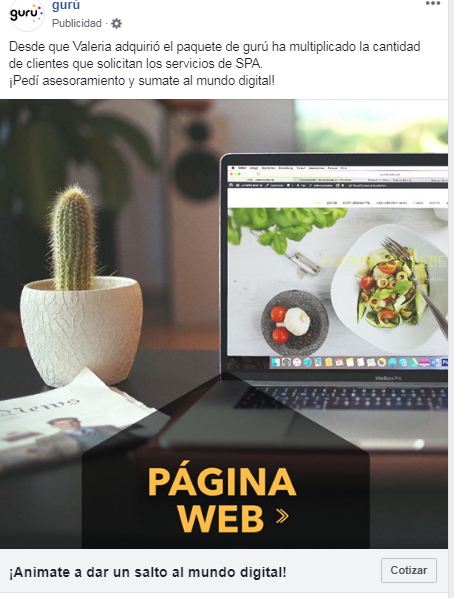 gurú
gurú
Publicidad ·
Desde que Valeria adquirió el paquete de gurú ha multiplicado la cantidad
de clientes que solicitan los servicios de SPA.
¡Pedí asesoramiento y sumate al mundo digital!
MacBook Pro
PÁGINA
WEB »
¡Animate a dar un salto al mundo digital!
Cotizar